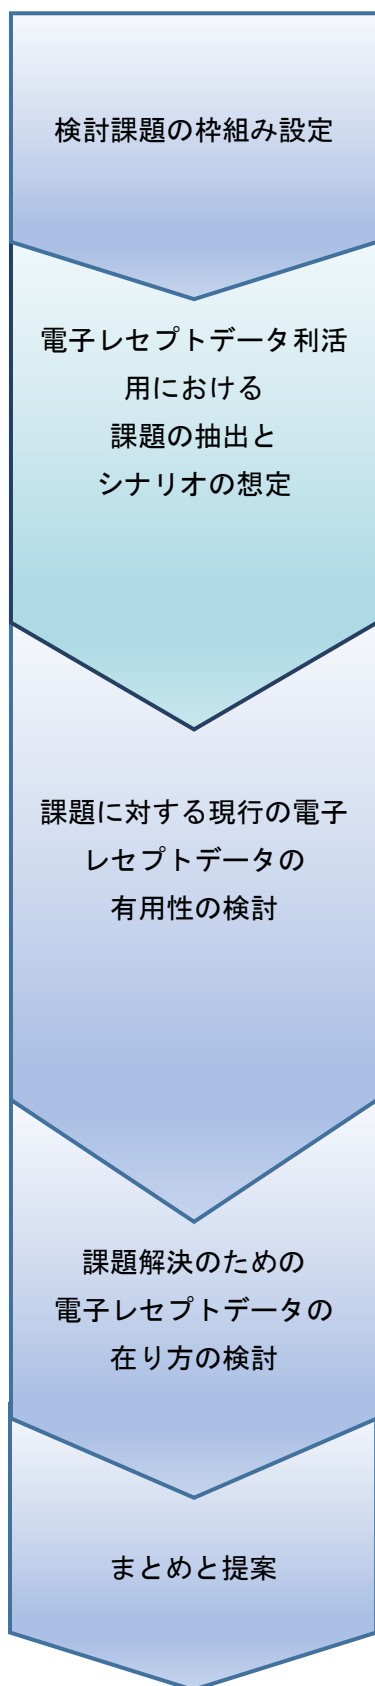 検討課題の枠組み設定
電子レセプトデータ利活
用における
課題の抽出と
シナリオの想定
課題に対する現行の電子
レセプトデータの
有用性の検討
課題解決のための
電子レセプトデータの
在り方の検討
まとめと提案